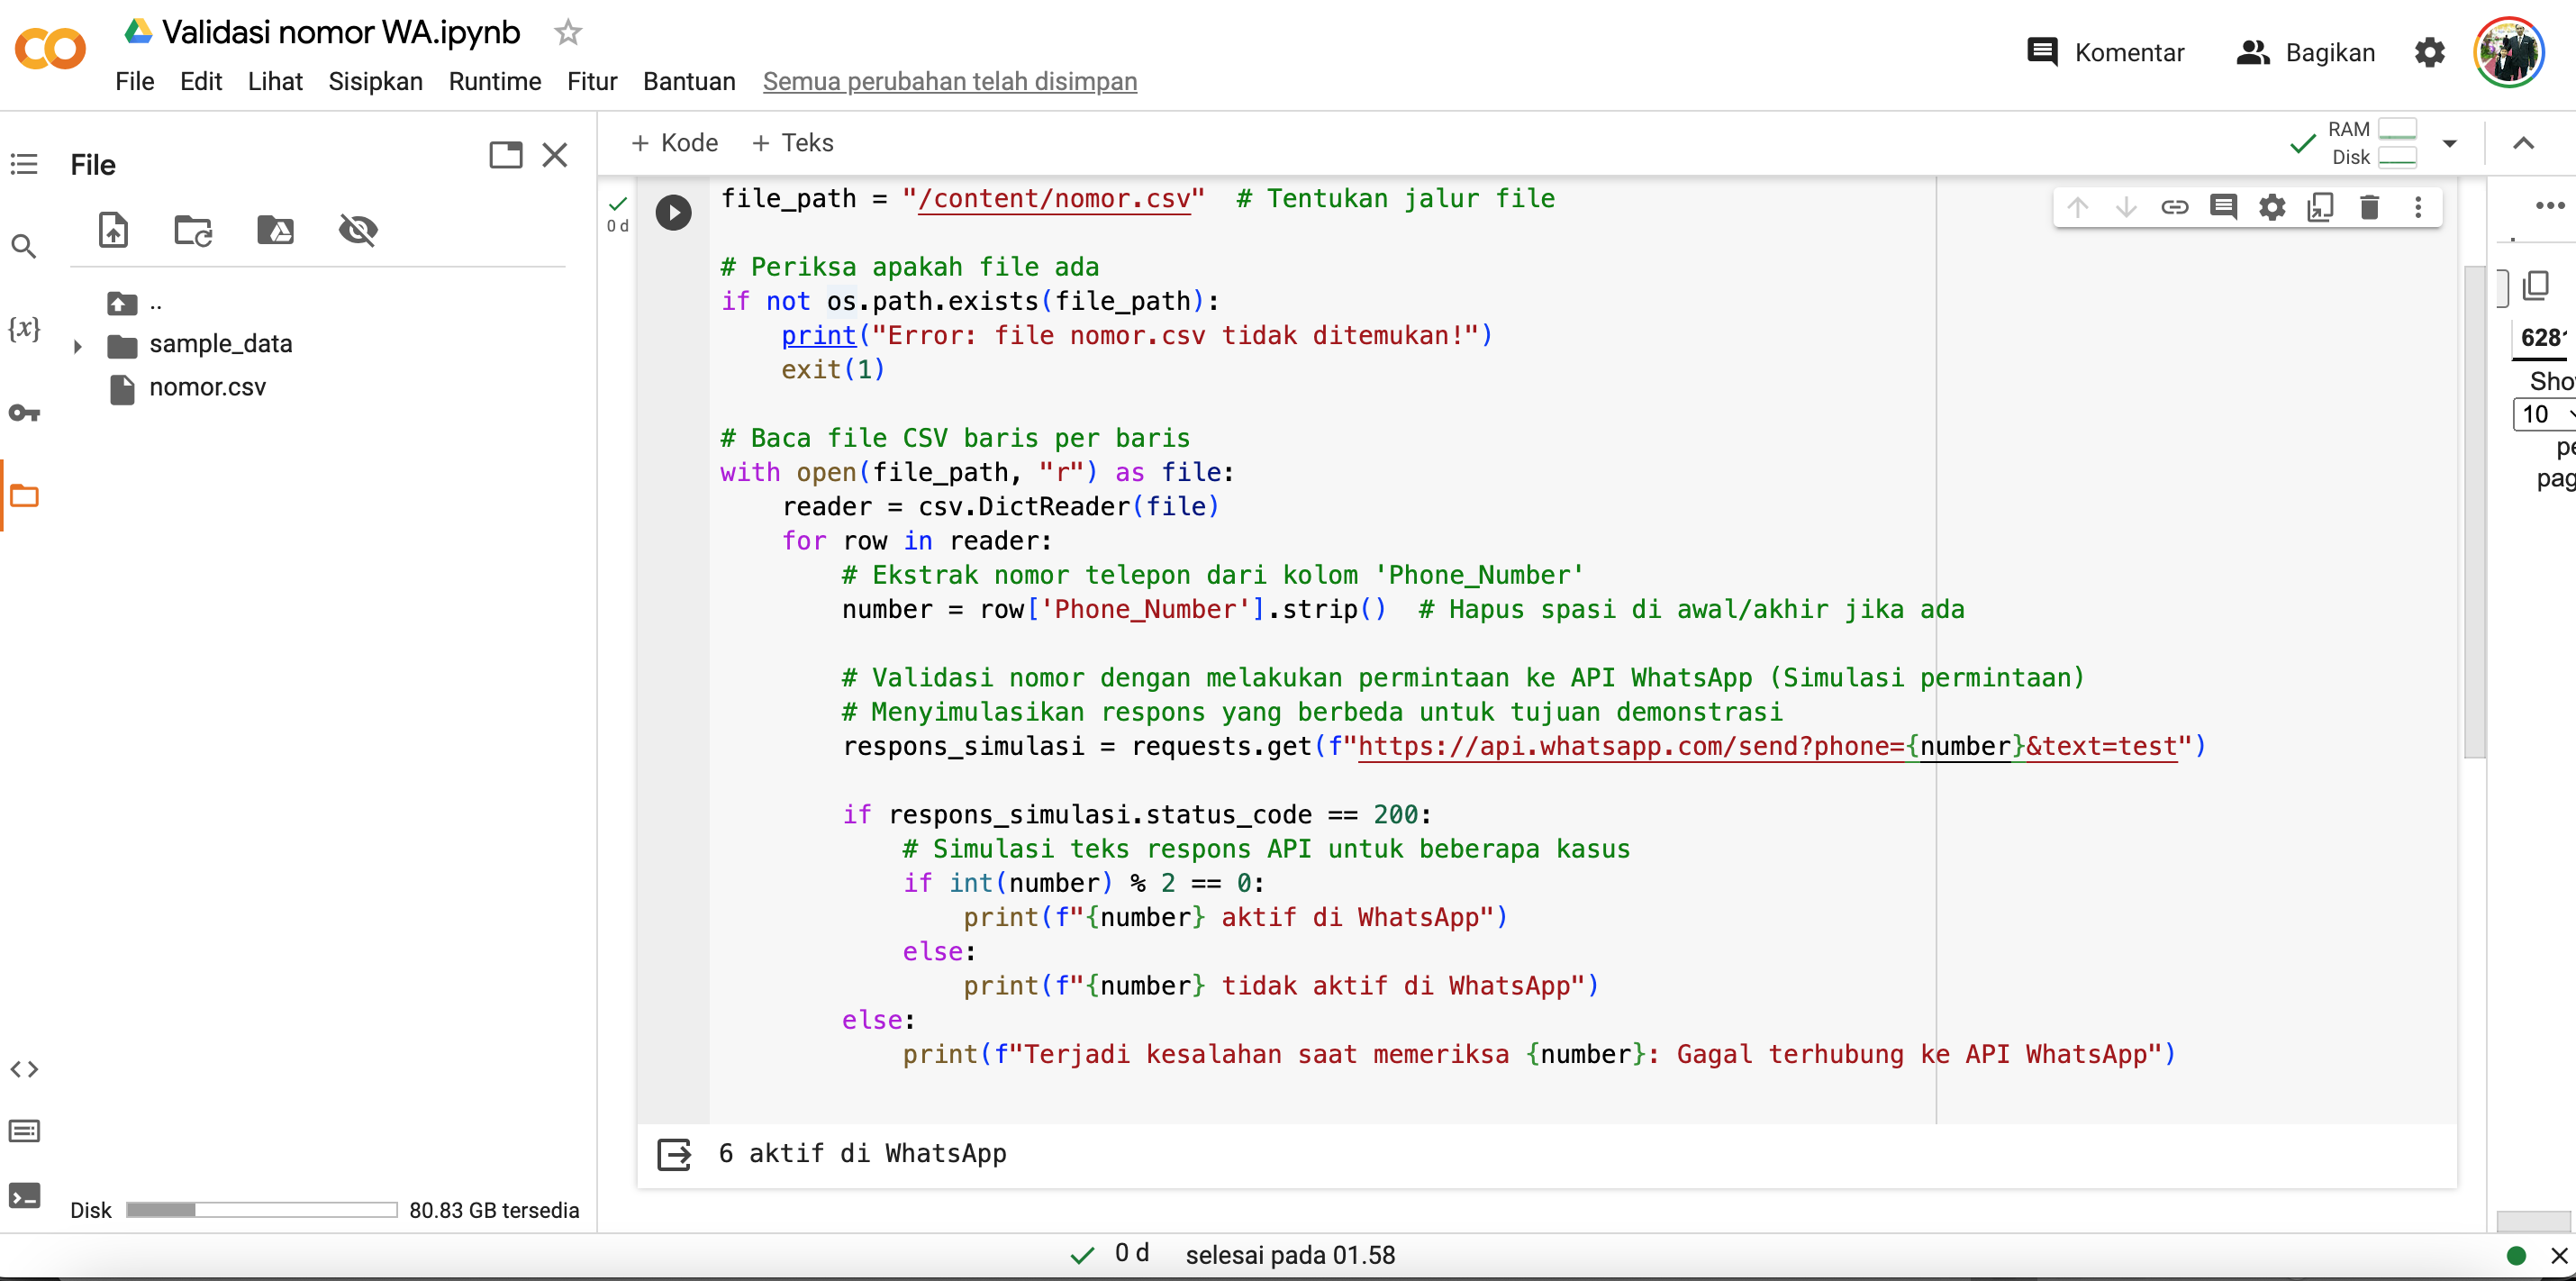 Validasi nomor WA.ipynb
File Edit Lihat Sisipkan Runtime Fitur Bantuan Semua perubahan telah disimpan
Komentar
Bagikan
File
..
sample_data
nomor.csv
Disk 80.83 GB tersedia
+ Kode + Teks
RAM
Disk
0 d
file_path = "/content/nomor.csv"  # Tentukan jalur file
# Periksa apakah file ada
if not os.path.exists(file_path):
    print("Error: file nomor.csv tidak ditemukan!")
    exit(1)
# Baca file CSV baris per baris
with open(file_path, "r") as file:
    reader = csv.DictReader(file)
    for row in reader:
        # Ekstrak nomor telepon dari kolom 'Phone_Number'
        number = row['Phone_Number'].strip()  # Hapus spasi di awal/akhir jika ada
        # Validasi nomor dengan melakukan permintaan ke API WhatsApp (Simulasi permintaan)
        # Menyimulasikan respons yang berbeda untuk tujuan demonstrasi
        respons_simulasi = requests.get(f"https://api.whatsapp.com/send?phone={number}&text=test")
        if respons_simulasi.status_code == 200:
            # Simulasi teks respons API untuk beberapa kasus
            if int(number) % 2 == 0:
                print(f"{number} aktif di WhatsApp")
            else:
                print(f"{number} tidak aktif di WhatsApp")
        else:
            print(f"Terjadi kesalahan saat memeriksa {number}: Gagal terhubung ke API WhatsApp")
6 aktif di WhatsApp
10
0 d selesai pada 01.58